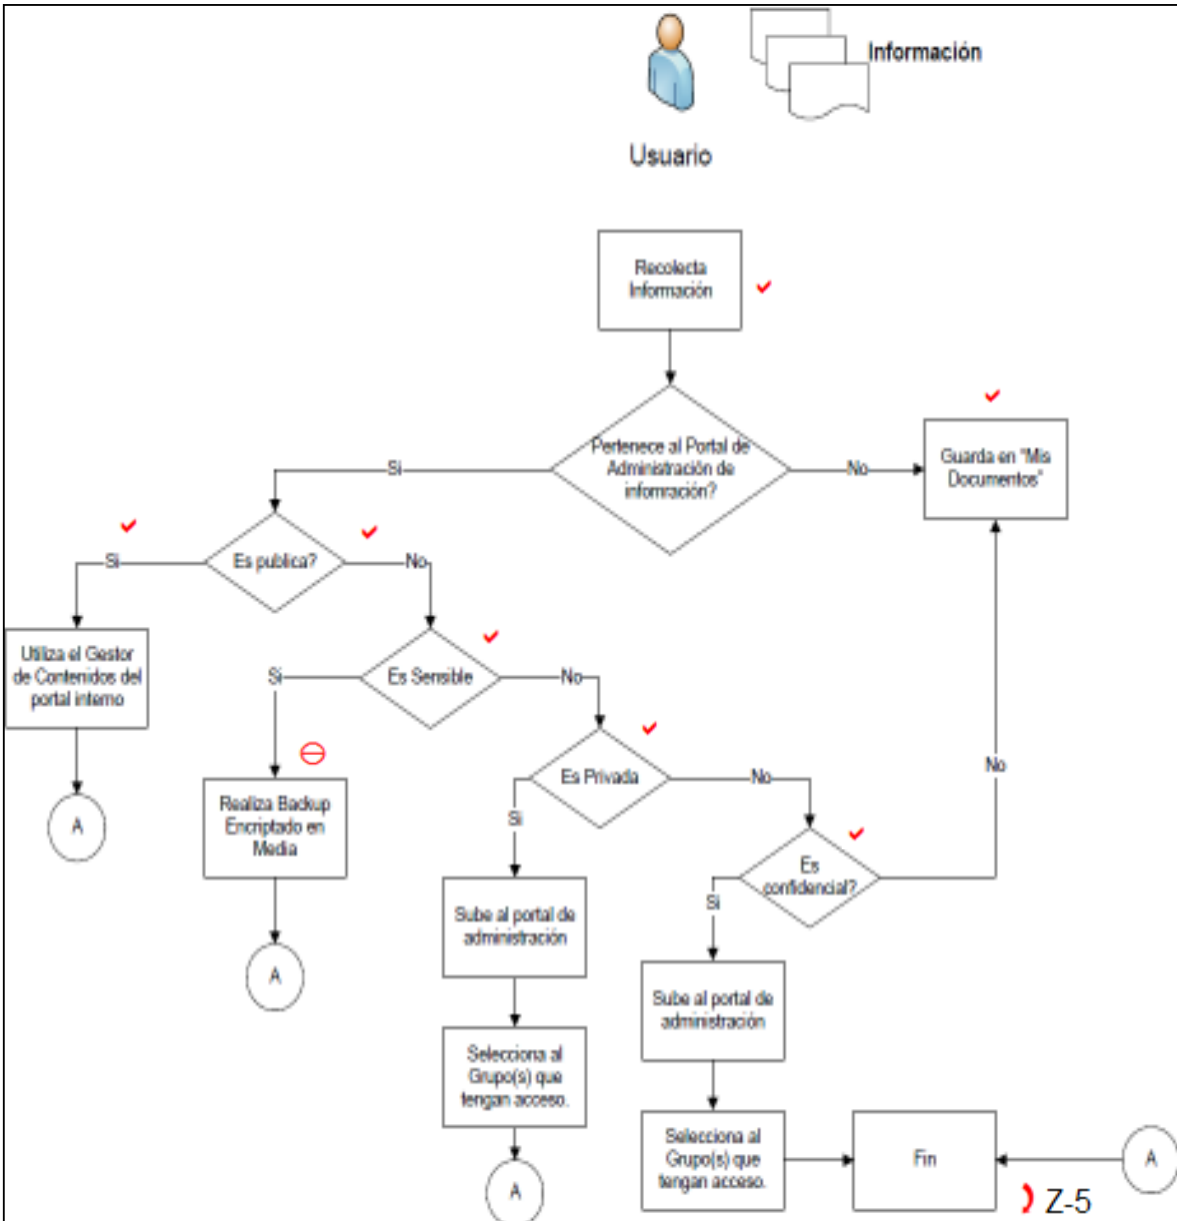 Información
Usuario
Recolecta
Información
Pertenece al Portal de
Administración de
infomración?
Si
No
Guarda en "Mis
Documentos"
Es publica?
Si
No
Utiliza el Gestor
de Contenidos del
portal interno
A
Es Sensible
Si
No
Realiza Backup
Encriptado en
Media
A
Es Privada
Si
No
Sube al portal de
administración
Selecciona al
Grupo(s) que
tengan acceso.
A
Es
confidencial?
Si
No
Sube al portal de
administración
Selecciona al
Grupo(s) que
tengan acceso.
Fin
A
Z-5